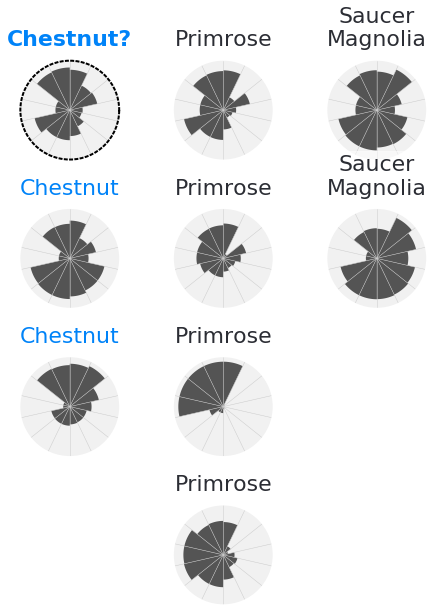 Chestnut?
Primrose
Saucer
Magnolia
Chestnut
Primrose
Saucer
Magnolia
Chestnut
Primrose
Primrose